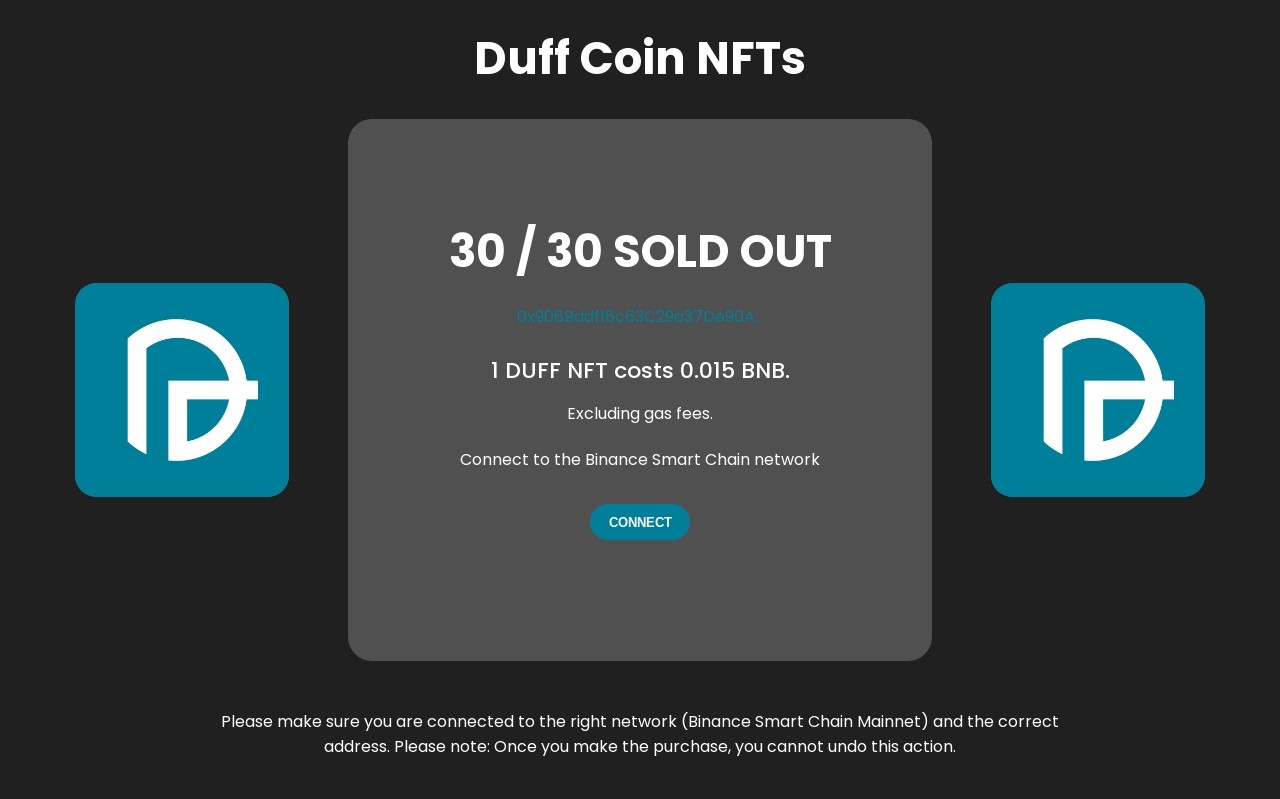 Duff Coin NFTs
30 / 30 SOLD OUT
0x9069ddf16c63C29a37De90A...
1 DUFF NFT costs 0.015 BNB.
Excluding gas fees.
Connect to the Binance Smart Chain network
CONNECT
Please make sure you are connected to the right network (Binance Smart Chain Mainnet) and the correct
address. Please note: Once you make the purchase, you cannot undo this action.